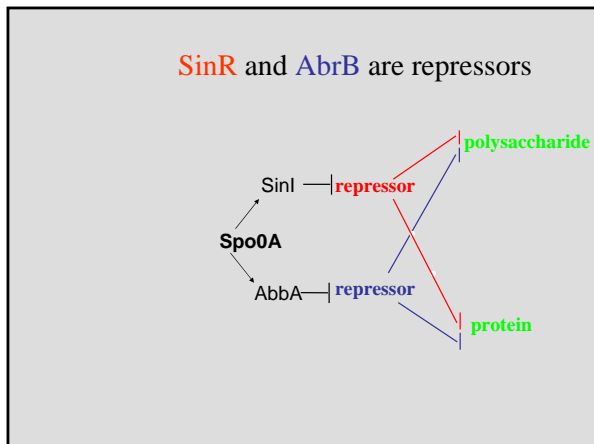 SinR and AbrB are repressors
polysaccharide
SinI
repressor
Spo0A
AbbA
repressor
protein